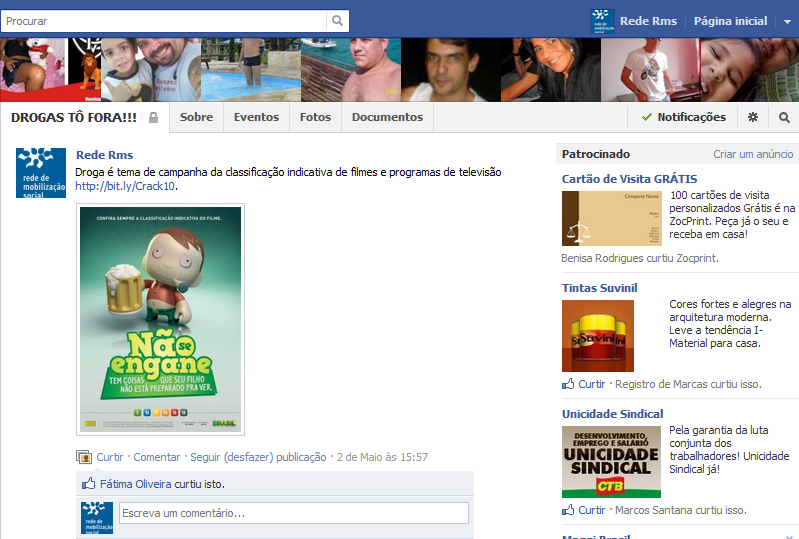 Procurar
Rede Rms
Página inicial
DROGAS TÔ FORA!!!
Sobre
Eventos
Fotos
Documentos
Notificações
rede de
mobilização
social
Rede Rms
Droga é tema de campanha da classificação indicativa de filmes e programas de televisão
http://bit.ly/Crack10.
CONFIRA SEMPRE A CLASSIFICAÇÃO INDICATIVA DO FILME.
Não se
engane
TEM COISAS QUE SEU FILHO
NÃO ESTÁ PREPARADO PRA VER.
BRASIL
Curtir · Comentar · Seguir (desfazer) publicação · 2 de Maio às 15:57
Fátima Oliveira curtiu isto.
rede de
mobilização
social
Escreva um comentário...
Patrocinado
Criar um anúncio
Cartão de Visita GRÁTIS
Company Name
100 cartões de visita
personalizados Grátis é na
ZocPrint. Peça já o seu e
receba em casa!
Benisa Rodrigues curtiu Zocprint.
Tintas Suvinil
Suvinil
Cores fortes e alegres na
arquitetura moderna.
Leve a tendência I-
Material para casa.
Curtir · Registro de Marcas curtiu isso.
Unicidade Sindical
DESENVOLVIMENTO,
EMPREGO E SALÁRIO
UNICIDADE
SINDICAL
CTB
Pela garantia da luta
conjunta dos
trabalhadores! Unicidade
Sindical já!
Curtir · Marcos Santana curtiu isso.